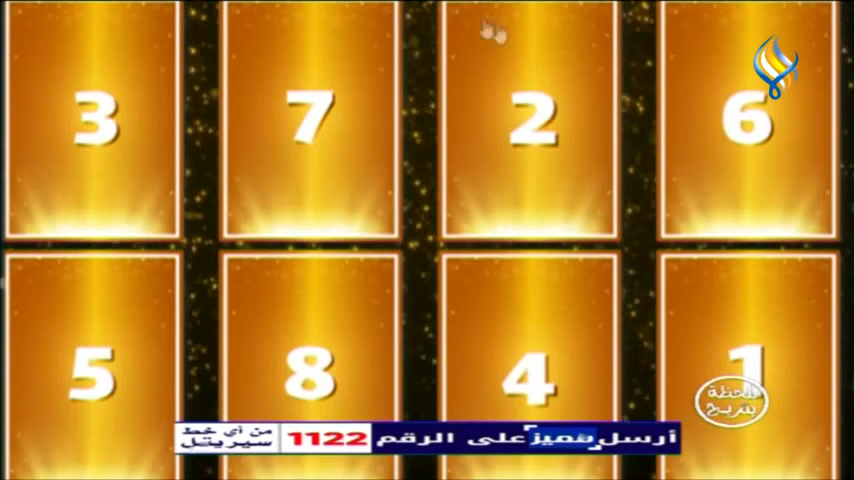 3 7 2 6
5 8 4 1
لحظة
بتربح
أرسل مميز على الرقم 1122 من أي خط
سيريتل